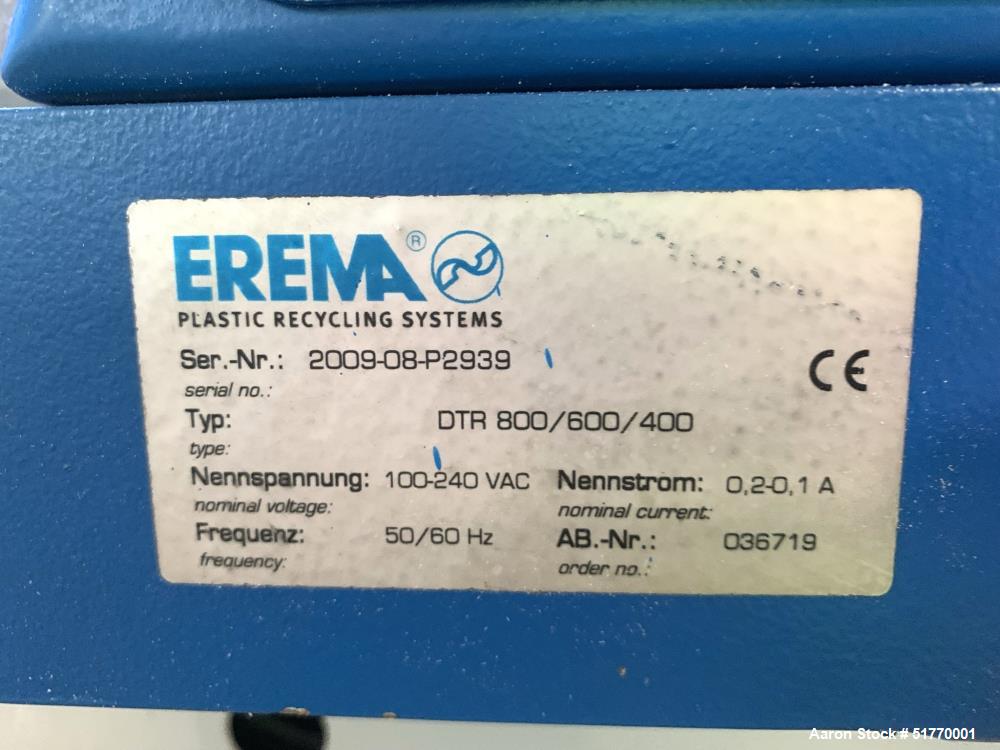 EREMA®
PLASTIC RECYCLING SYSTEMS
Ser.-Nr.: 2009-08-P2939
serial no.:
CE
Typ: DTR 800/600/400
type:
Nennspannung: 100-240 VAC Nennstrom: 0,2-0,1 A
nominal voltage: nominal current:
Frequenz: 50/60 Hz AB.-Nr.: 036719
frequency: order no.:
Aaron Stock # 51770001